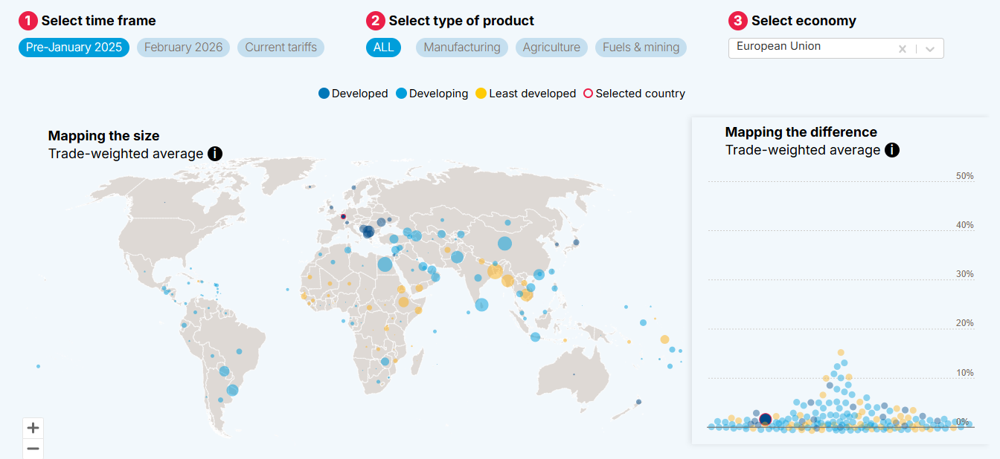 1 Select time frame
Pre-January 2025 February 2026 Current tariffs
2 Select type of product
ALL Manufacturing Agriculture Fuels & mining
3 Select economy
European Union
Developed Developing Least developed Selected country
Mapping the size
Trade-weighted average i
Mapping the difference
Trade-weighted average i
50%
40%
30%
20%
10%
0%
+
−